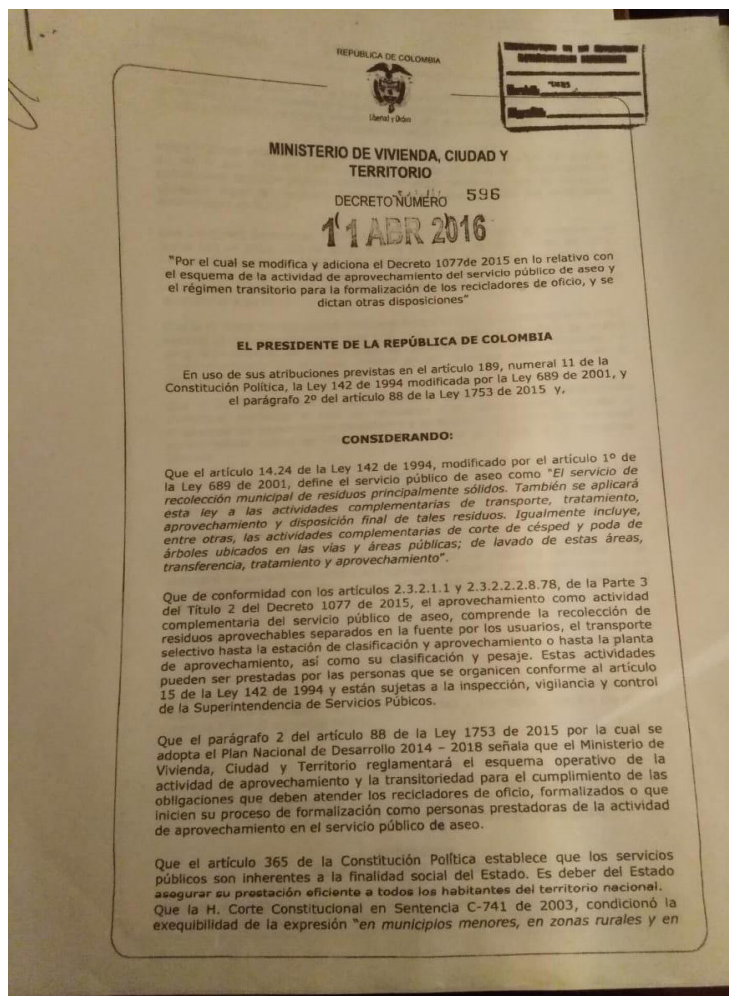 REPÚBLICA DE COLOMBIA
Libertad y Orden
MINISTERIO DE VIVIENDA, CIUDAD Y
TERRITORIO
DECRETO NÚMERO 596
11 ABR 2016
"Por el cual se modifica y adiciona el Decreto 1077de 2015 en lo relativo con
el esquema de la actividad de aprovechamiento del servicio público de aseo y
el régimen transitorio para la formalización de los recicladores de oficio, y se
dictan otras disposiciones"
EL PRESIDENTE DE LA REPÚBLICA DE COLOMBIA
En uso de sus atribuciones previstas en el artículo 189, numeral 11 de la
Constitución Política, la Ley 142 de 1994 modificada por la Ley 689 de 2001, y
el parágrafo 2º del artículo 88 de la Ley 1753 de 2015 y,
CONSIDERANDO:
Que el artículo 14.24 de la Ley 142 de 1994, modificado por el artículo 1º de
la Ley 689 de 2001, define el servicio público de aseo como "El servicio de
recolección municipal de residuos principalmente sólidos. También se aplicará
esta ley a las actividades complementarias de transporte, tratamiento,
aprovechamiento y disposición final de tales residuos. Igualmente incluye,
entre otras, las actividades complementarias de corte de césped y poda de
árboles ubicados en las vías y áreas públicas; de lavado de estas áreas,
transferencia, tratamiento y aprovechamiento".
Que de conformidad con los artículos 2.3.2.1.1 y 2.3.2.2.2.8.78, de la Parte 3
del Título 2 del Decreto 1077 de 2015, el aprovechamiento como actividad
complementaria del servicio público de aseo, comprende la recolección de
residuos aprovechables separados en la fuente por los usuarios, el transporte
selectivo hasta la estación de clasificación y aprovechamiento o hasta la planta
de aprovechamiento, así como su clasificación y pesaje. Estas actividades
pueden ser prestadas por las personas que se organicen conforme al artículo
15 de la Ley 142 de 1994 y están sujetas a la inspección, vigilancia y control
de la Superintendencia de Servicios Púbicos.
Que el parágrafo 2 del artículo 88 de la Ley 1753 de 2015 por la cual se
adopta el Plan Nacional de Desarrollo 2014 – 2018 señala que el Ministerio de
Vivienda, Ciudad y Territorio reglamentará el esquema operativo de la
actividad de aprovechamiento y la transitoriedad para el cumplimiento de las
obligaciones que deben atender los recicladores de oficio, formalizados o que
inicien su proceso de formalización como personas prestadoras de la actividad
de aprovechamiento en el servicio público de aseo.
Que el artículo 365 de la Constitución Política establece que los servicios
públicos son inherentes a la finalidad social del Estado. Es deber del Estado
asegurar su prestación eficiente a todos los habitantes del territorio nacional.
Que la H. Corte Constitucional en Sentencia C-741 de 2003, condicionó la
exequibilidad de la expresión "en municipios menores, en zonas rurales y en